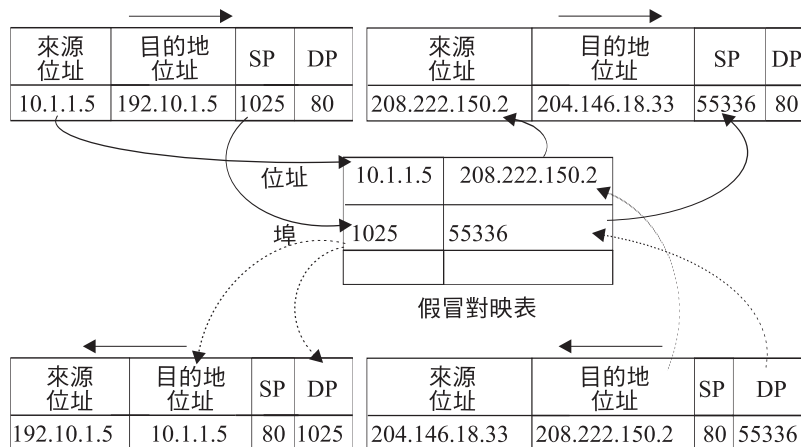 來源位址 目的地位址 SP DP
10.1.1.5 192.10.1.5 1025 80
來源位址 目的地位址 SP DP
208.222.150.2 204.146.18.33 55336 80
位址 10.1.1.5 208.222.150.2
埠 1025 55336
假冒對映表
來源位址 目的地位址 SP DP
192.10.1.5 10.1.1.5 80 1025
來源位址 目的地位址 SP DP
204.146.18.33 208.222.150.2 80 55336